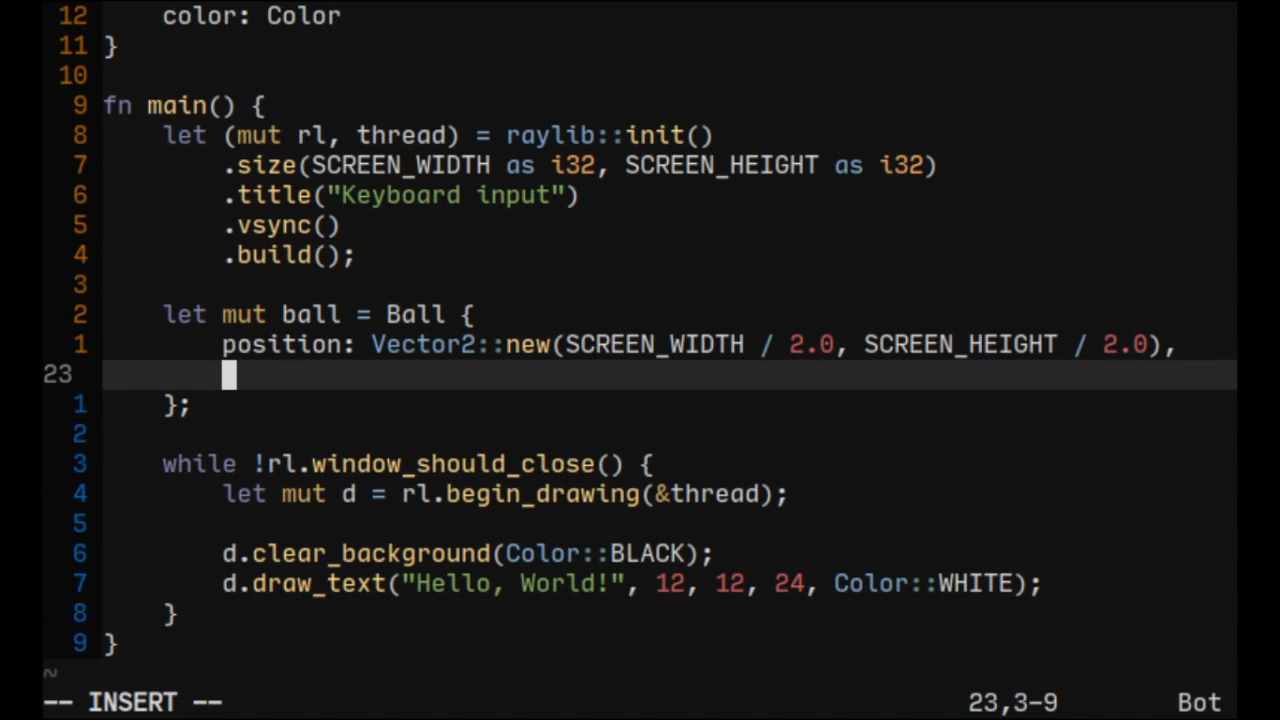 12 color: Color
11 }
10
9 fn main() {
8 let (mut rl, thread) = raylib::init()
7 .size(SCREEN_WIDTH as i32, SCREEN_HEIGHT as i32)
6 .title("Keyboard input")
5 .vsync()
4 .build();
3
2 let mut ball = Ball {
1 position: Vector2::new(SCREEN_WIDTH / 2.0, SCREEN_HEIGHT / 2.0),
23
1 };
2
3 while !rl.window_should_close() {
4 let mut d = rl.begin_drawing(&thread);
5
6 d.clear_background(Color::BLACK);
7 d.draw_text("Hello, World!", 12, 12, 24, Color::WHITE);
8 }
9 }
~
-- INSERT -- 23,3-9 Bot